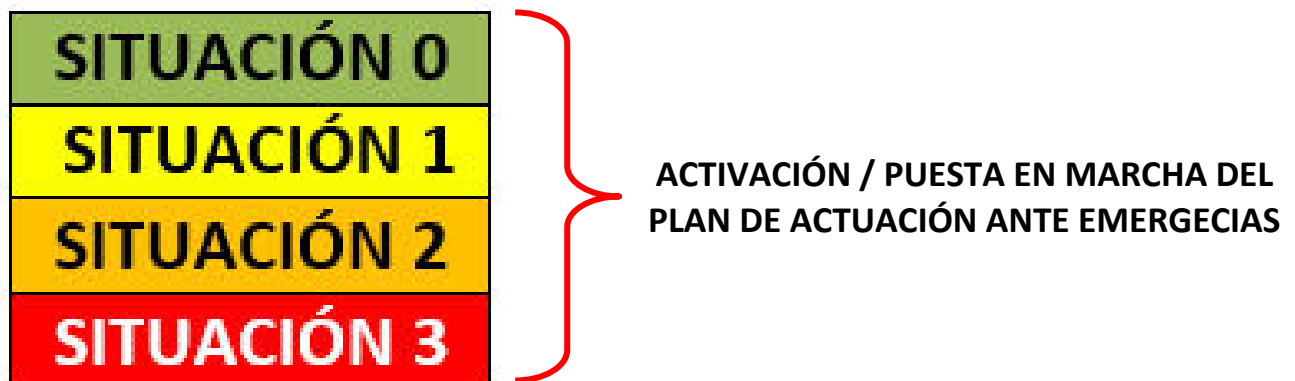 SITUACIÓN 0
SITUACIÓN 1
SITUACIÓN 2
SITUACIÓN 3
ACTIVACIÓN / PUESTA EN MARCHA DEL
PLAN DE ACTUACIÓN ANTE EMERGECIAS